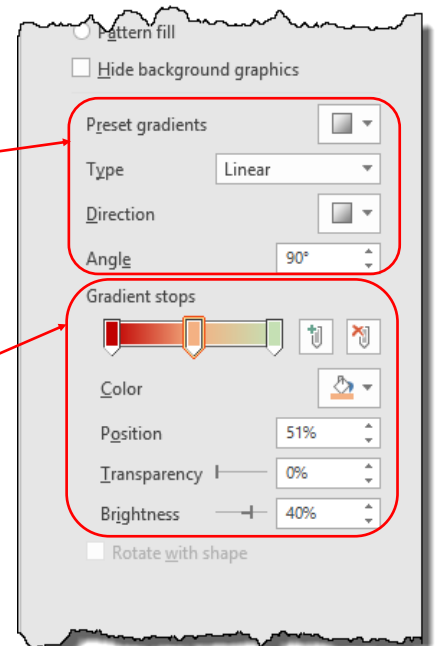 Pattern fill
Hide background graphics
Preset gradients
Type Linear
Direction
Angle 90°
Gradient stops
Color
Position 51%
Transparency 0%
Brightness 40%
Rotate with shape